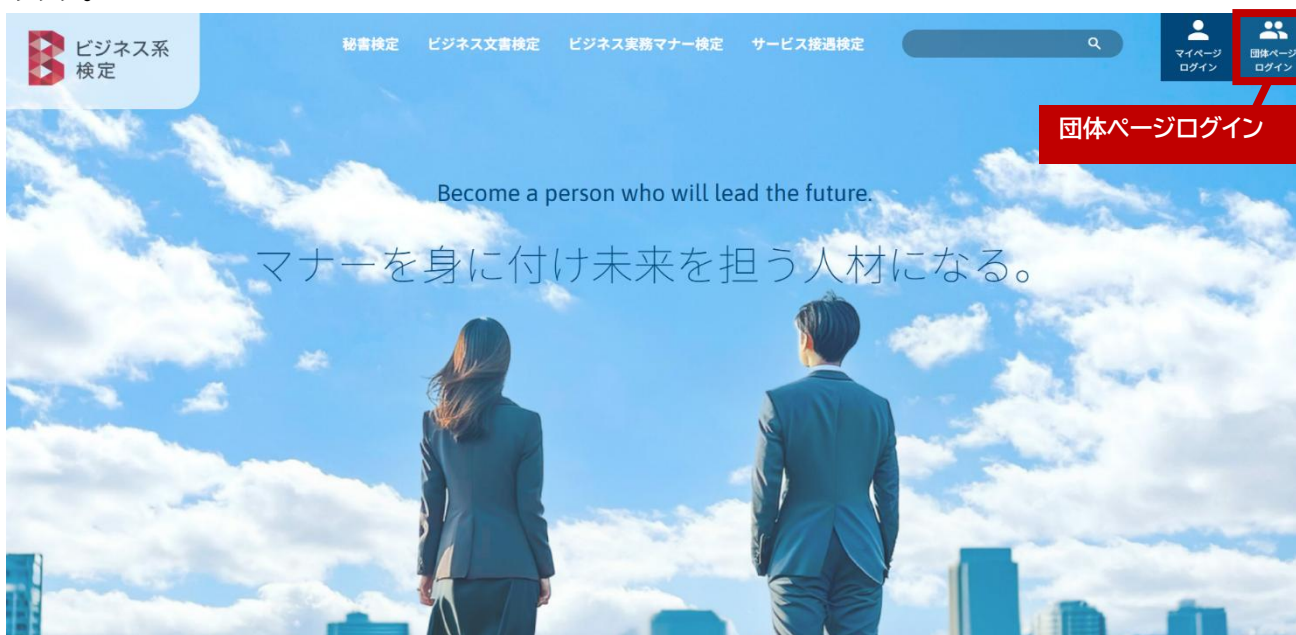 ビジネス系
検定
秘書検定 ビジネス文書検定 ビジネス実務マナー検定 サービス接遇検定
マイページ
ログイン
団体ページ
ログイン
団体ページログイン
Become a person who will lead the future.
マナーを身に付け未来を担う人材になる。